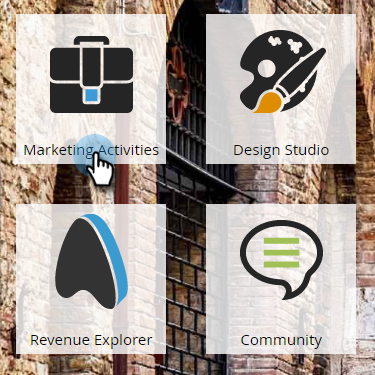 Marketing Activities
Design Studio
Revenue Explorer
Community